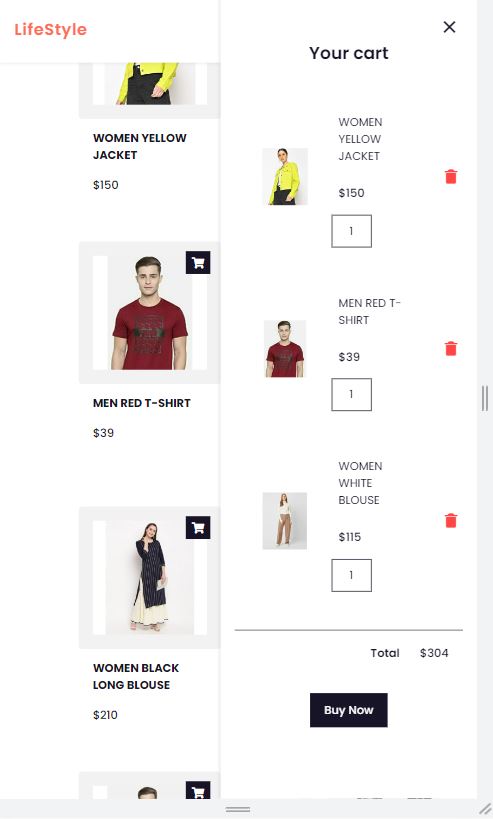 LifeStyle
WOMEN YELLOW
JACKET
$150
MEN RED T-SHIRT
$39
WOMEN BLACK
LONG BLOUSE
$210
Your cart
WOMEN
YELLOW
JACKET
$150
1
MEN RED T-
SHIRT
$39
1
WOMEN
WHITE
BLOUSE
$115
1
Total $304
Buy Now